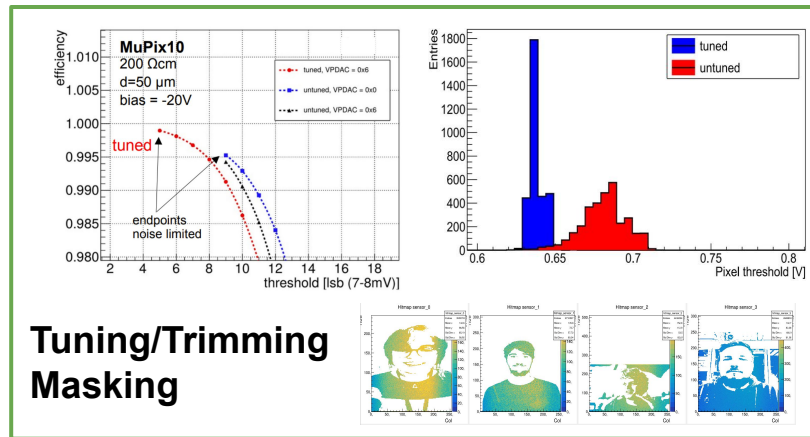 MuPix10
200 Ωcm
d=50 μm
bias = -20V
efficiency
1.010
1.005
1.000
0.995
0.990
0.985
0.980
tuned, VPDAC = 0x6
untuned, VPDAC = 0x0
untuned, VPDAC = 0x6
tuned
endpoints
noise limited
2 4 6 8 10 12 14 16 18
threshold [lsb (7-8mV)]
Entries
1800
1600
1400
1200
1000
800
600
400
200
0
tuned
untuned
0.6 0.65 0.7 0.75 0.8
Pixel threshold [V]
Tuning/Trimming
Masking
Hitmap sensor_0
Hitmap sensor_1
Hitmap sensor_2
Hitmap sensor_3
Col
Col
Col
Col